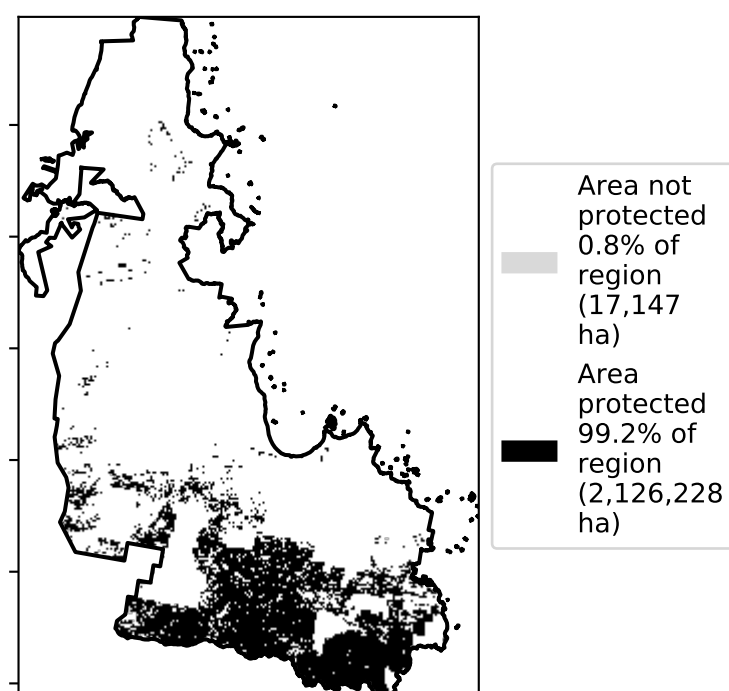 Area not
protected
0.8% of
region
(17,147
ha)
Area
protected
99.2% of
region
(2,126,228
ha)